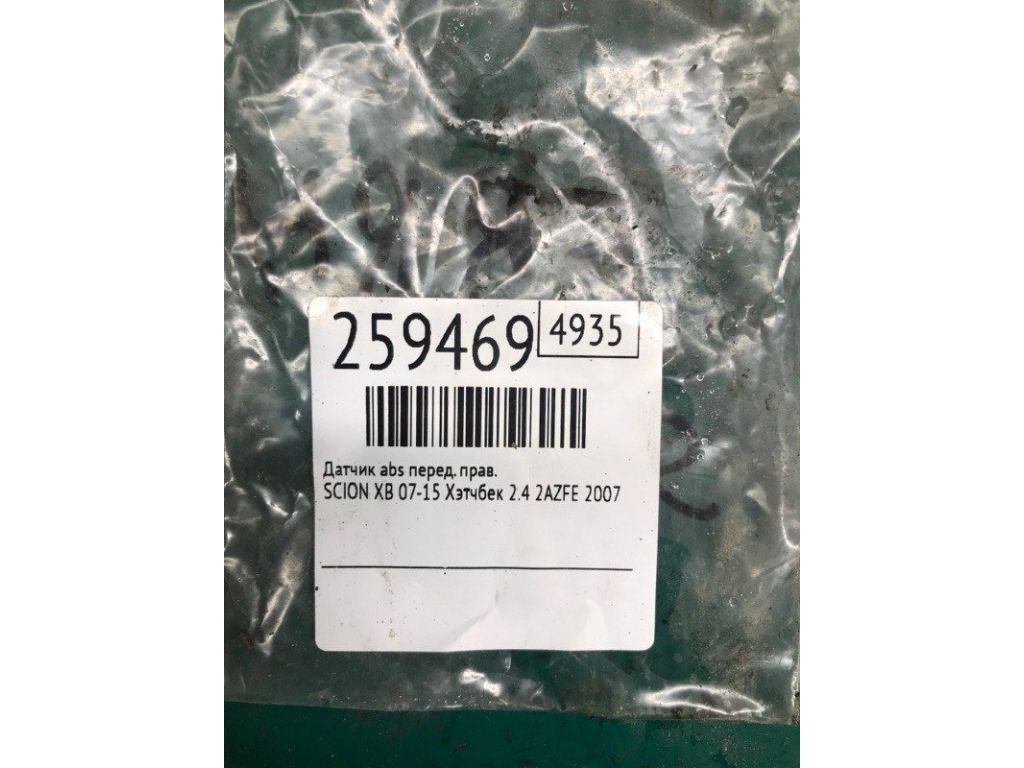 259469 4935
Датчик abs перед. прав.
SCION XB 07-15 Хэтчбек 2.4 2AZFE 2007